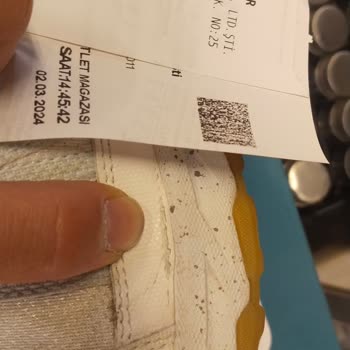 LTD.ŞTİ.
K. NO:25
TLET MAGAZASI
SAAT:14:45:42
02.03.2024